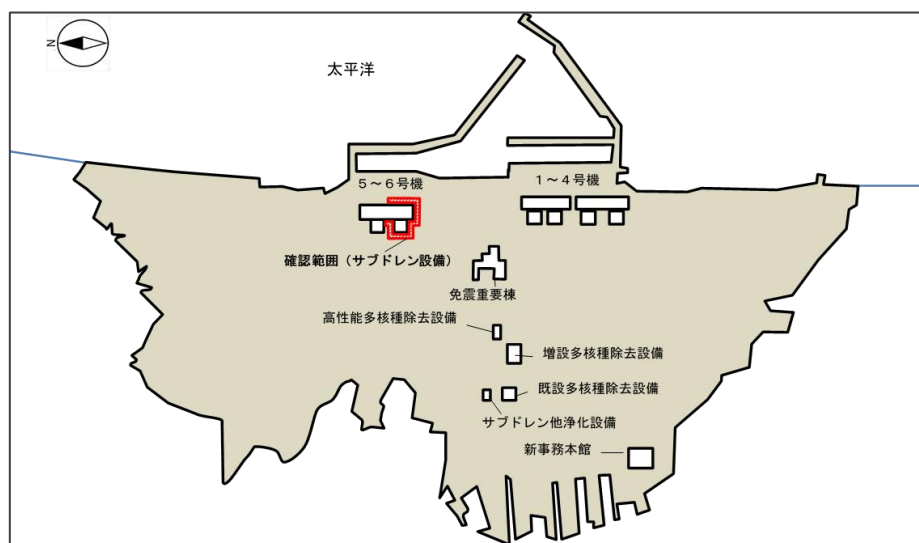 N
太平洋
5~6号機
1~4号機
確認範囲(サブドレン設備)
免震重要棟
高性能多核種除去設備
増設多核種除去設備
既設多核種除去設備
サブドレン他浄化設備
新事務本館